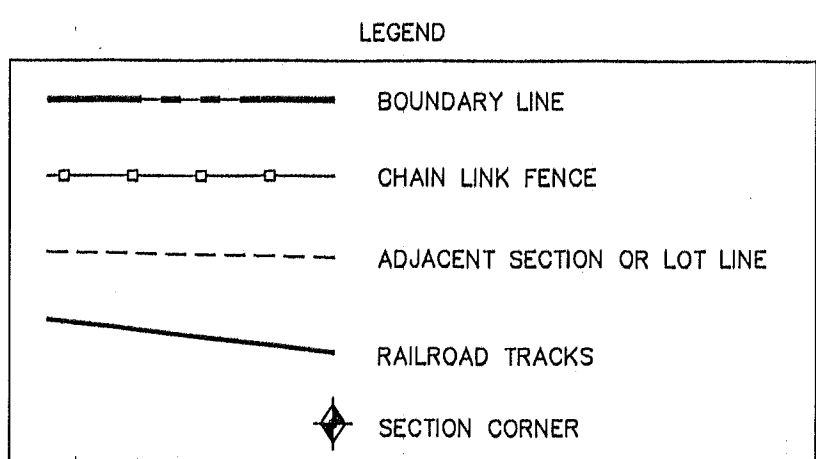 LEGEND
BOUNDARY LINE
CHAIN LINK FENCE
ADJACENT SECTION OR LOT LINE
RAILROAD TRACKS
SECTION CORNER